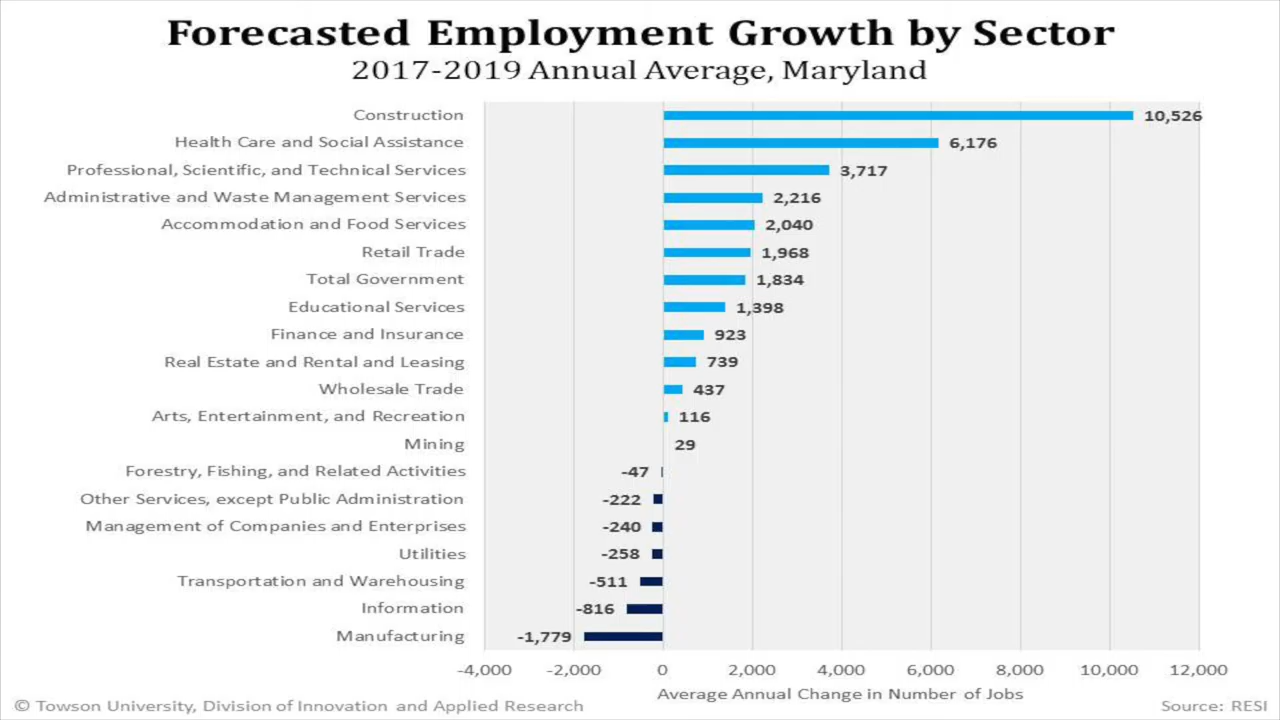 Forecasted Employment Growth by Sector
2017-2019 Annual Average, Maryland
Construction 10,526
Health Care and Social Assistance 6,176
Professional, Scientific, and Technical Services 3,717
Administrative and Waste Management Services 2,216
Accommodation and Food Services 2,040
Retail Trade 1,968
Total Government 1,834
Educational Services 1,398
Finance and Insurance 923
Real Estate and Rental and Leasing 739
Wholesale Trade 437
Arts, Entertainment, and Recreation 116
Mining 29
Forestry, Fishing, and Related Activities -47
Other Services, except Public Administration -222
Management of Companies and Enterprises -240
Utilities -258
Transportation and Warehousing -511
Information -816
Manufacturing -1,779
-4,000 -2,000 0 2,000 4,000 6,000 8,000 10,000 12,000
Average Annual Change in Number of Jobs
© Towson University, Division of Innovation and Applied Research Source: RESI